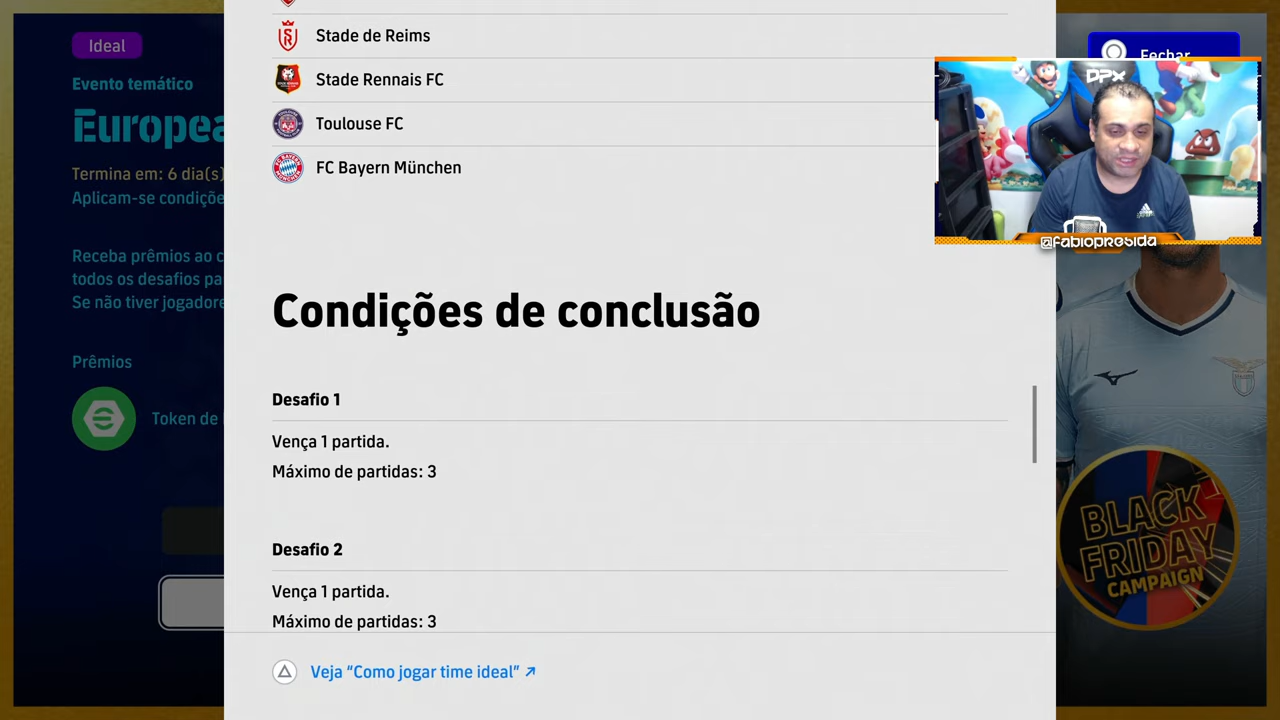 Ideal
Evento temático
Europea
Termina em: 6 dia(s)
Aplicam-se condiçõe
Receba prêmios ao c
todos os desafios pa
Se não tiver jogadore
Prêmios
Token de
Stade de Reims
Stade Rennais FC
Toulouse FC
FC Bayern München
Condições de conclusão
Desafio 1
Vença 1 partida.
Máximo de partidas: 3
Desafio 2
Vença 1 partida.
Máximo de partidas: 3
Veja “Como jogar time ideal”
Fechar
DPX
adidas
@fabiopresida
BLACK
FRIDAY
CAMPAIGN